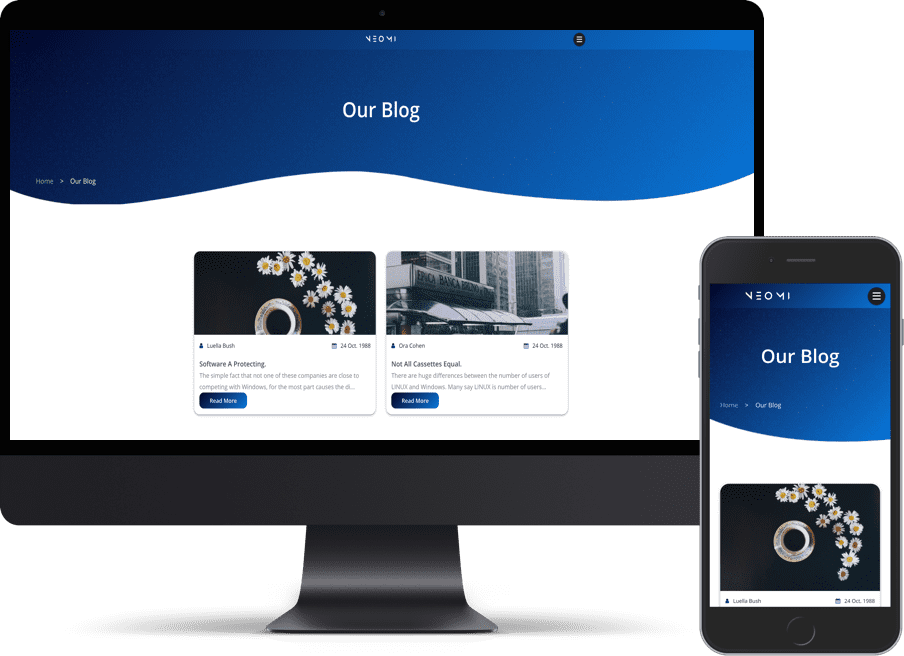 NEOMI
Our Blog
Home > Our Blog
ERICA BANCA
Luella Bush 24 Oct. 1988
Software A Protecting.
The simple fact that not one of these companies are close to
competing with Windows, for the most part causes the di...
Read More
Ora Cohen 24 Oct. 1988
Not All Cassettes Equal.
There are huge differences between the number of users of
LINUX and Windows. Many say LINUX is number of users...
Read More
NEOMI
Our Blog
Home > Our Blog
Luella Bush 24 Oct. 1988